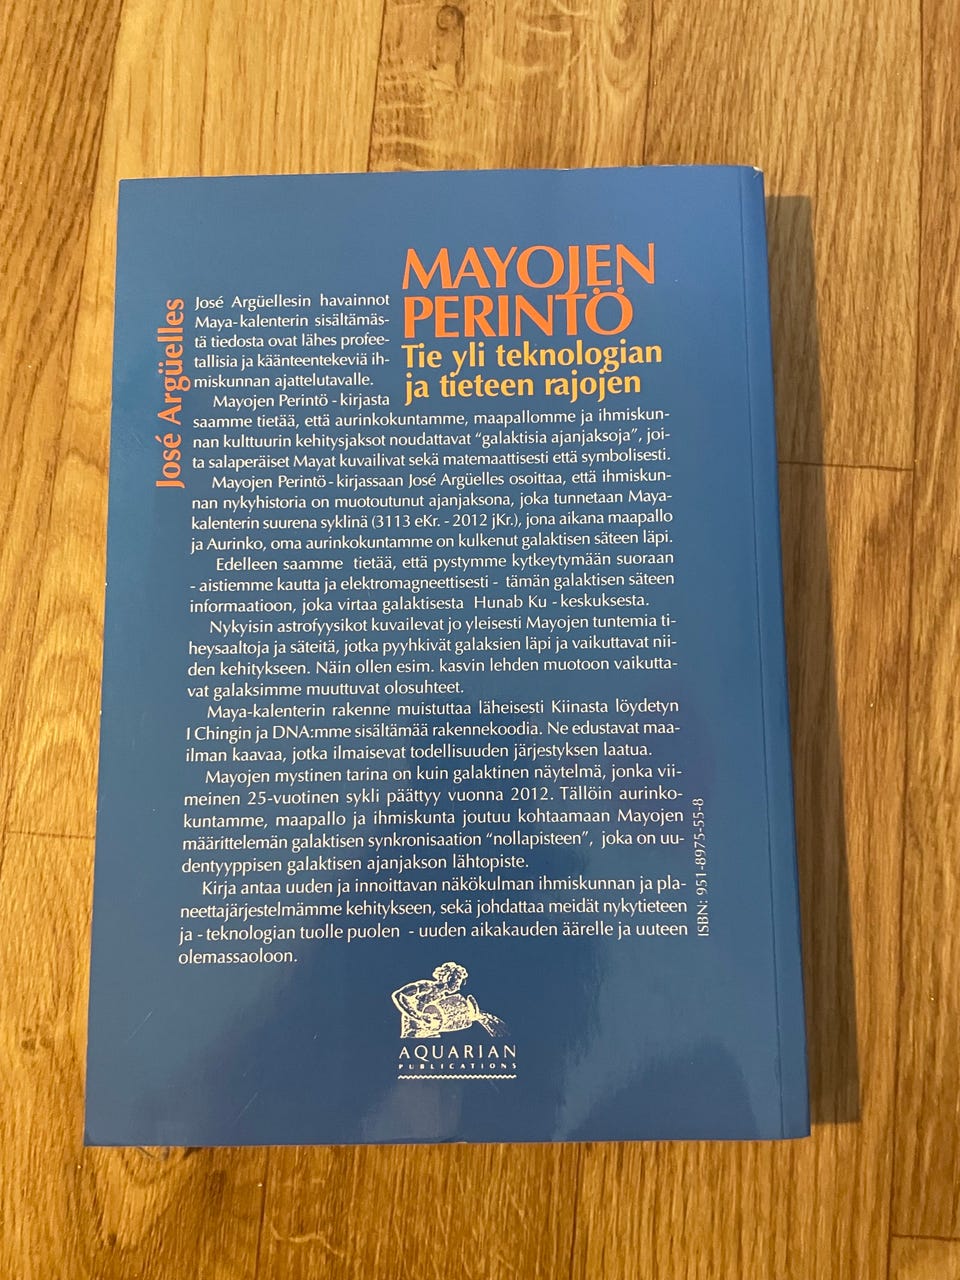 MAYOJEN
PERINTÖ
Tie yli teknologian
ja tieteen rajojen
José Argüelles
José Argüellesin havainnot
Maya-kalenterin sisältämäs-
tä tiedosta ovat lähes profee-
tallisia ja käänteentekeviä ih-
miskunnan ajattelutavalle.
Mayojen Perintö - kirjasta
saamme tietää, että aurinkokuntamme, maapallomme ja ihmiskun-
nan kulttuurin kehitysjaksot noudattavat "galaktisia ajanjaksoja", joi-
ta salaperäiset Mayat kuvailivat sekä matemaattisesti että symbolisesti.
Mayojen Perintö - kirjassaan José Argüelles osoittaa, että ihmiskun-
nan nykyhistoria on muotoutunut ajanjaksona, joka tunnetaan Maya-
kalenterin suurena syklinä (3113 eKr. - 2012 jKr.), jona aikana maapallo
ja Aurinko, oma aurinkokuntamme on kulkenut galaktisen säteen läpi.
Edelleen saamme tietää, että pystymme kytkeytymään suoraan
- aistiemme kautta ja elektromagneettisesti - tämän galaktisen säteen
informaatioon, joka virtaa galaktisesta Hunab Ku - keskuksesta.
Nykyisin astrofyysikot kuvailevat jo yleisesti Mayojen tuntemia ti-
heysaaltoja ja säteitä, jotka pyyhkivät galaksien läpi ja vaikuttavat nii-
den kehitykseen. Näin ollen esim. kasvin lehden muotoon vaikutta-
vat galaksimme muuttuvat olosuhteet.
Maya-kalenterin rakenne muistuttaa läheisesti Kiinasta löydetyn
I Chingin ja DNA:mme sisältämää rakennekoodia. Ne edustavat maa-
ilman kaavaa, jotka ilmaisevat todellisuuden järjestyksen laatua.
Mayojen mystinen tarina on kuin galaktinen näytelmä, jonka vii-
meinen 25-vuotinen sykli päättyy vuonna 2012. Tällöin aurinko-
kuntamme, maapallo ja ihmiskunta joutuu kohtaamaan Mayojen
määrittelemän galaktisen synkronisaation "nollapisteen", joka on uu-
dentyyppisen galaktisen ajanjakson lähtopiste.
Kirja antaa uuden ja innoittavan näkökulman ihmiskunnan ja pla-
neettajärjestelmämme kehitykseen, sekä johdattaa meidät nykytieteen
ja - teknologian tuolle puolen - uuden aikakauden äärelle ja uuteen
olemassaoloon.
ISBN: 951-8975-55-8
AQUARIAN
PUBLICATIONS